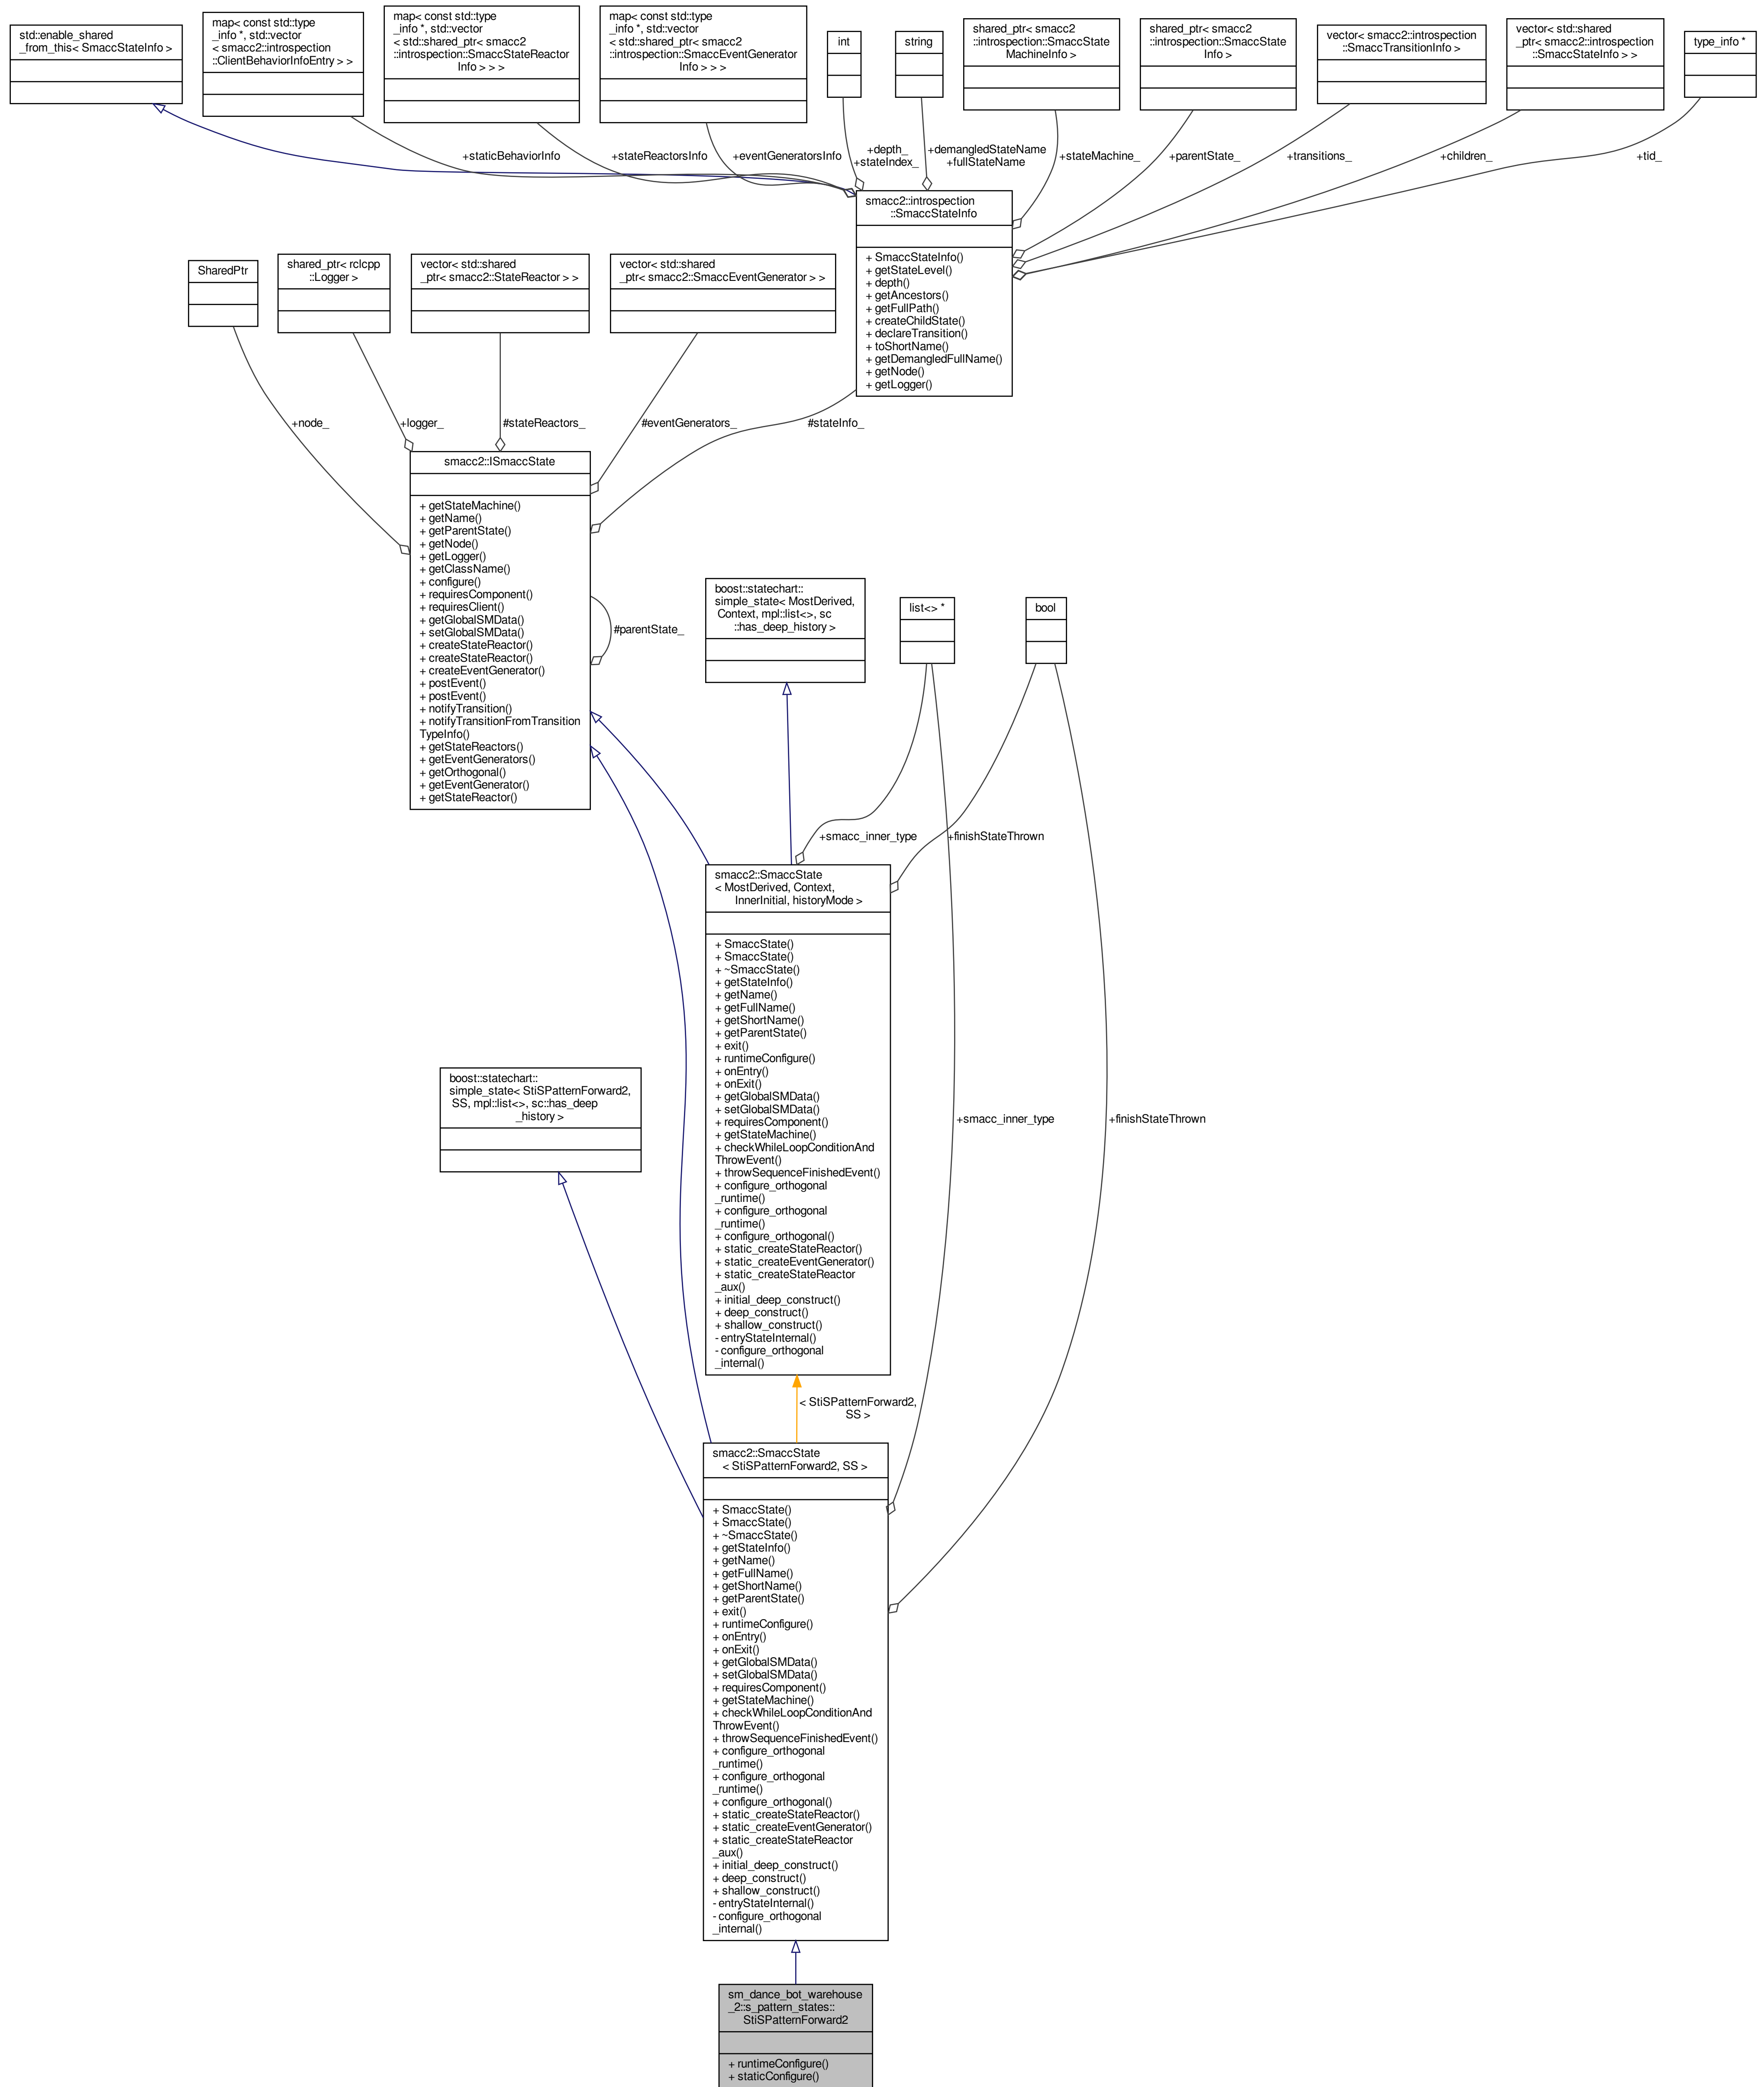 std::enable_shared
_from_this< SmaccStateInfo >
map< const std::type
_info *, std::vector
< smacc2::introspection
::ClientBehaviorInfoEntry > >
map< const std::type
_info *, std::vector
< std::shared_ptr< smacc2
::introspection::SmaccStateReactor
Info > > >
map< const std::type
_info *, std::vector
< std::shared_ptr< smacc2
::introspection::SmaccEventGenerator
Info > > >
int
string
shared_ptr< smacc2
::introspection::SmaccState
MachineInfo >
shared_ptr< smacc2
::introspection::SmaccState
Info >
vector< smacc2::introspection
::SmaccTransitionInfo >
vector< std::shared
_ptr< smacc2::introspection
::SmaccStateInfo > >
type_info *
+staticBehaviorInfo
+stateReactorsInfo
+eventGeneratorsInfo
+depth_
+stateIndex_
+demangledStateName
+fullStateName
+stateMachine_
+parentState_
+transitions_
+children_
+tid_
smacc2::introspection
::SmaccStateInfo
+ SmaccStateInfo()
+ getStateLevel()
+ depth()
+ getAncestors()
+ getFullPath()
+ createChildState()
+ declareTransition()
+ toShortName()
+ getDemangledFullName()
+ getNode()
+ getLogger()
SharedPtr
shared_ptr< rclcpp
::Logger >
vector< std::shared
_ptr< smacc2::StateReactor > >
vector< std::shared
_ptr< smacc2::SmaccEventGenerator > >
+node_
+logger_
#stateReactors_
#eventGenerators_
#stateInfo_
smacc2::ISmaccState
+ getStateMachine()
+ getName()
+ getParentState()
+ getNode()
+ getLogger()
+ getClassName()
+ configure()
+ requiresComponent()
+ requiresClient()
+ getGlobalSMData()
+ setGlobalSMData()
+ createStateReactor()
+ createStateReactor()
+ createEventGenerator()
+ postEvent()
+ postEvent()
+ notifyTransition()
+ notifyTransitionFromTransition
TypeInfo()
+ getStateReactors()
+ getEventGenerators()
+ getOrthogonal()
+ getEventGenerator()
+ getStateReactor()
#parentState_
boost::statechart::
simple_state< MostDerived,
Context, mpl::list<>, sc
::has_deep_history >
list<> *
bool
+smacc_inner_type
+finishStateThrown
smacc2::SmaccState
< MostDerived, Context,
InnerInitial, historyMode >
+ SmaccState()
+ SmaccState()
+ ~SmaccState()
+ getStateInfo()
+ getName()
+ getFullName()
+ getShortName()
+ getParentState()
+ exit()
+ runtimeConfigure()
+ onEntry()
+ onExit()
+ getGlobalSMData()
+ setGlobalSMData()
+ requiresComponent()
+ getStateMachine()
+ checkWhileLoopConditionAnd
ThrowEvent()
+ throwSequenceFinishedEvent()
+ configure_orthogonal
_runtime()
+ configure_orthogonal
_runtime()
+ configure_orthogonal()
+ static_createStateReactor()
+ static_createEventGenerator()
+ static_createStateReactor
_aux()
+ initial_deep_construct()
+ deep_construct()
+ shallow_construct()
- entryStateInternal()
- configure_orthogonal
_internal()
boost::statechart::
simple_state< StiSPatternForward2,
SS, mpl::list<>, sc::has_deep
_history >
+smacc_inner_type
+finishStateThrown
< StiSPatternForward2,
SS >
smacc2::SmaccState
< StiSPatternForward2, SS >
+ SmaccState()
+ SmaccState()
+ ~SmaccState()
+ getStateInfo()
+ getName()
+ getFullName()
+ getShortName()
+ getParentState()
+ exit()
+ runtimeConfigure()
+ onEntry()
+ onExit()
+ getGlobalSMData()
+ setGlobalSMData()
+ requiresComponent()
+ getStateMachine()
+ checkWhileLoopConditionAnd
ThrowEvent()
+ throwSequenceFinishedEvent()
+ configure_orthogonal
_runtime()
+ configure_orthogonal
_runtime()
+ configure_orthogonal()
+ static_createStateReactor()
+ static_createEventGenerator()
+ static_createStateReactor
_aux()
+ initial_deep_construct()
+ deep_construct()
+ shallow_construct()
- entryStateInternal()
- configure_orthogonal
_internal()
sm_dance_bot_warehouse
_2::s_pattern_states::
StiSPatternForward2
+ runtimeConfigure()
+ staticConfigure()